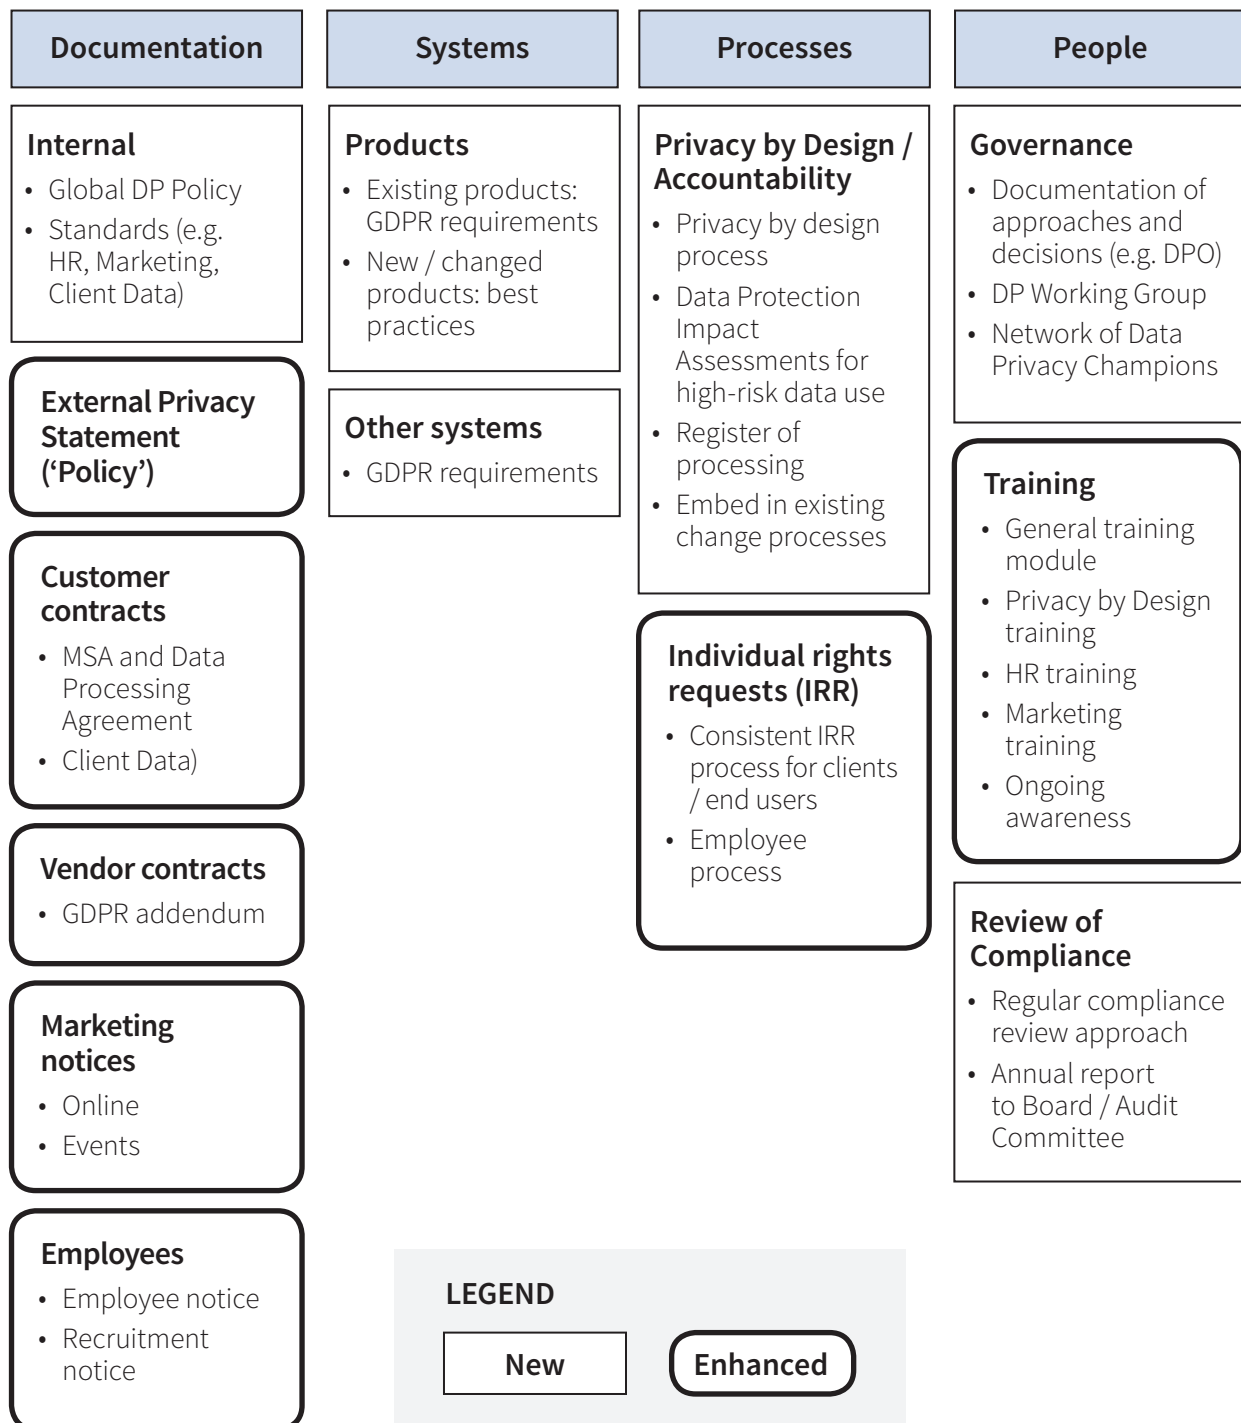 Documentation
Internal
• Global DP Policy
• Standards (e.g.
HR, Marketing,
Client Data)
External Privacy
Statement
(‘Policy’)
Customer
contracts
• MSA and Data
Processing
Agreement
• Client Data)
Vendor contracts
• GDPR addendum
Marketing
notices
• Online
• Events
Employees
• Employee notice
• Recruitment
notice
Systems
Products
• Existing products:
GDPR requirements
• New / changed
products: best
practices
Other systems
• GDPR requirements
Processes
Privacy by Design /
Accountability
• Privacy by design
process
• Data Protection
Impact
Assessments for
high-risk data use
• Register of
processing
• Embed in existing
change processes
Individual rights
requests (IRR)
• Consistent IRR
process for clients
/ end users
• Employee
process
People
Governance
• Documentation of
approaches and
decisions (e.g. DPO)
• DP Working Group
• Network of Data
Privacy Champions
Training
• General training
module
• Privacy by Design
training
• HR training
• Marketing
training
• Ongoing
awareness
Review of
Compliance
• Regular compliance
review approach
• Annual report
to Board / Audit
Committee
LEGEND
New
Enhanced